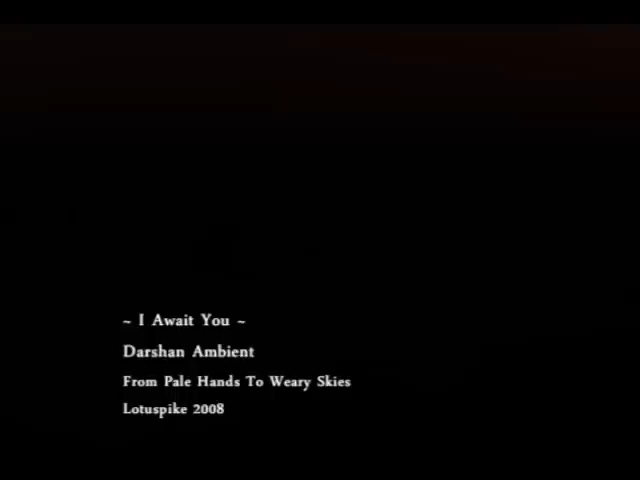 ~ I Await You ~
Darshan Ambient
From Pale Hands To Weary Skies
Lotuspike 2008